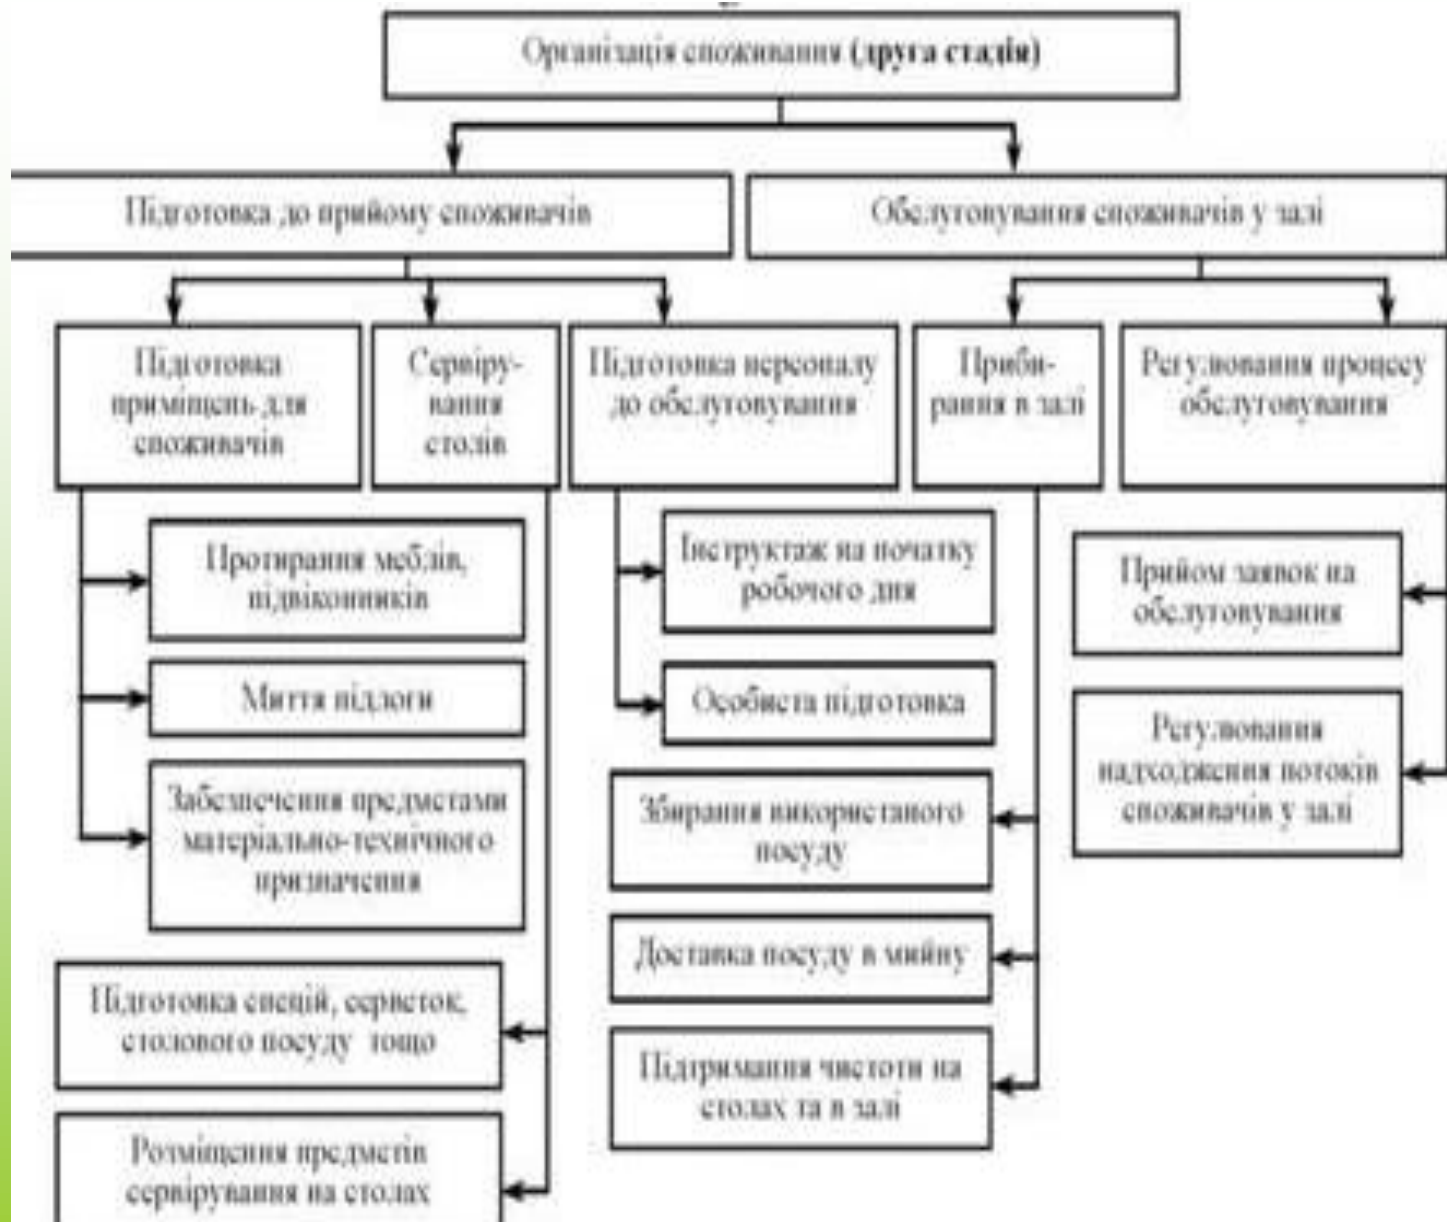 Організація споживання (друга стадія)
Підготовка до прийому споживачів
Обслуговування споживачів у залі
Підготовка
приміщень для
споживачів
Сервіру-
вання
столів
Підготовка персоналу
до обслуговування
Приби-
рання в залі
Регулювання процесу
обслуговування
Протирання меблів,
підвіконників
Миття підлоги
Забезпечення предметами
матеріально-технічного
призначення
Підготовка спецій, серветок,
столового посуду тощо
Розміщення предметів
сервірування на столах
Інструктаж на початку
робочого дня
Особиста підготовка
Збирання використаного
посуду
Доставка посуду в мийну
Підтримання чистоти на
столах та в залі
Прийом заявок на
обслуговування
Регулювання
надходження потоків
споживачів у залі